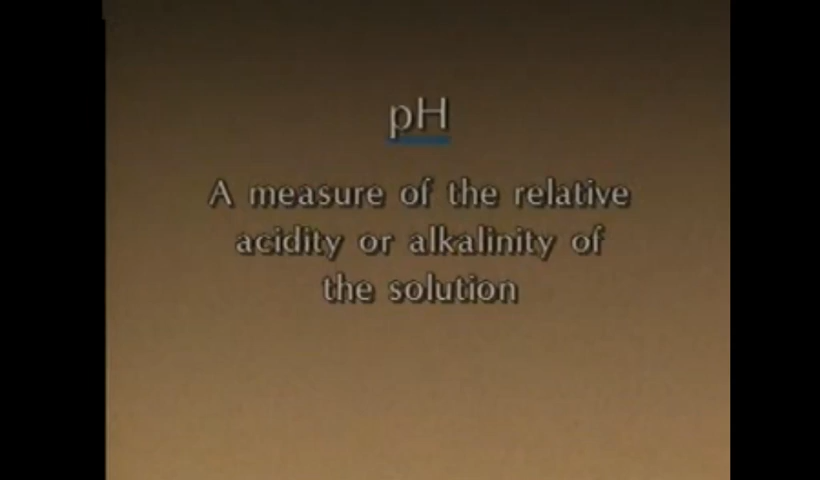 pH
A measure of the relative
acidity or alkalinity of
the solution